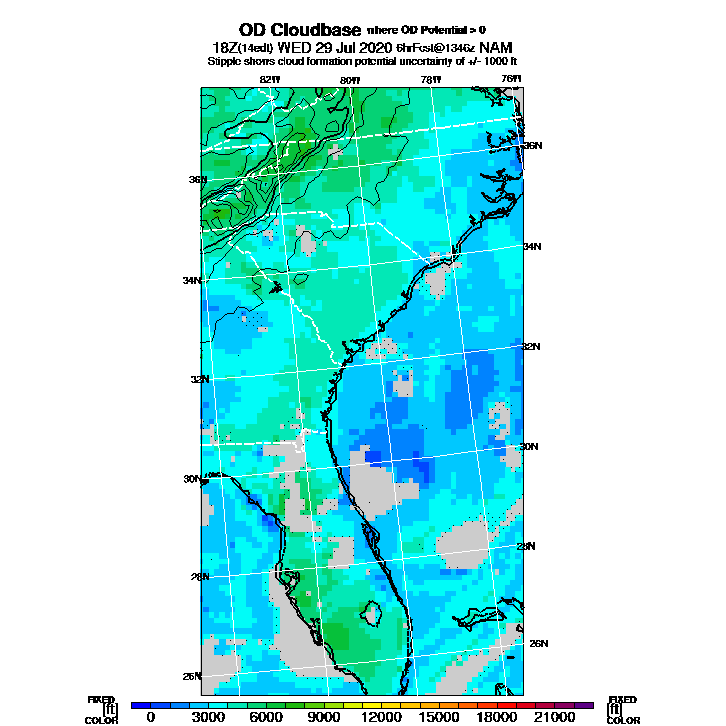 OD Cloudbase where OD Potential > 0
18Z(14edt) WED 29 Jul 2020 6hrFcst@1346z NAM
Stipple shows cloud formation potential uncertainty of +/- 1000 ft
82W 80W 78W 76W
36N
36N
34N
34N
32N
32N
30N
30N
28N
28N
26N
26N
FIXED FIXED
[ft] [ft]
COLOR COLOR
0 3000 6000 9000 12000 15000 18000 21000